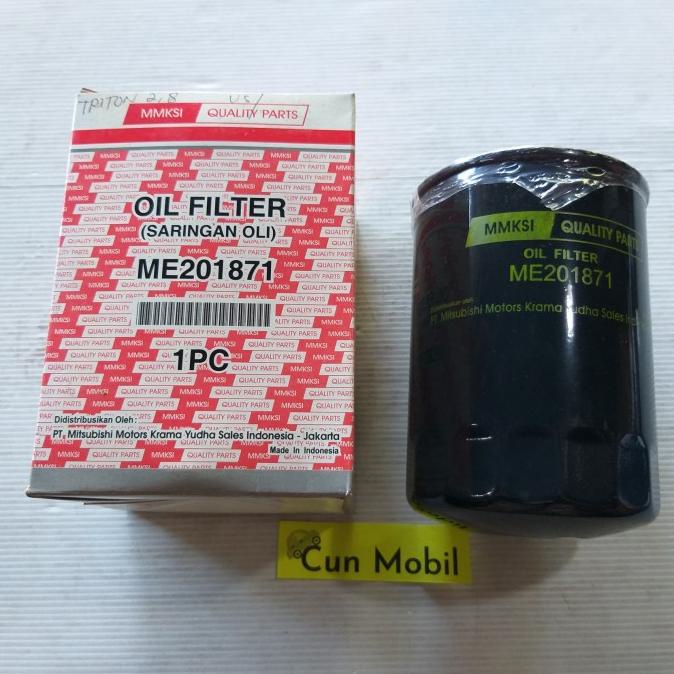 TRITON 2,8
MMKSI QUALITY PARTS
OIL FILTER
(SARINGAN OLI)
ME201871
1PC
Didistribusikan Oleh :
PT. Mitsubishi Motors Krama Yudha Sales Indonesia - Jakarta
Made In Indonesia
MMKSI QUALITY PARTS
OIL FILTER
ME201871
Didistribusikan oleh:
PT. Mitsubishi Motors Krama Yudha Sales
Cun Mobil